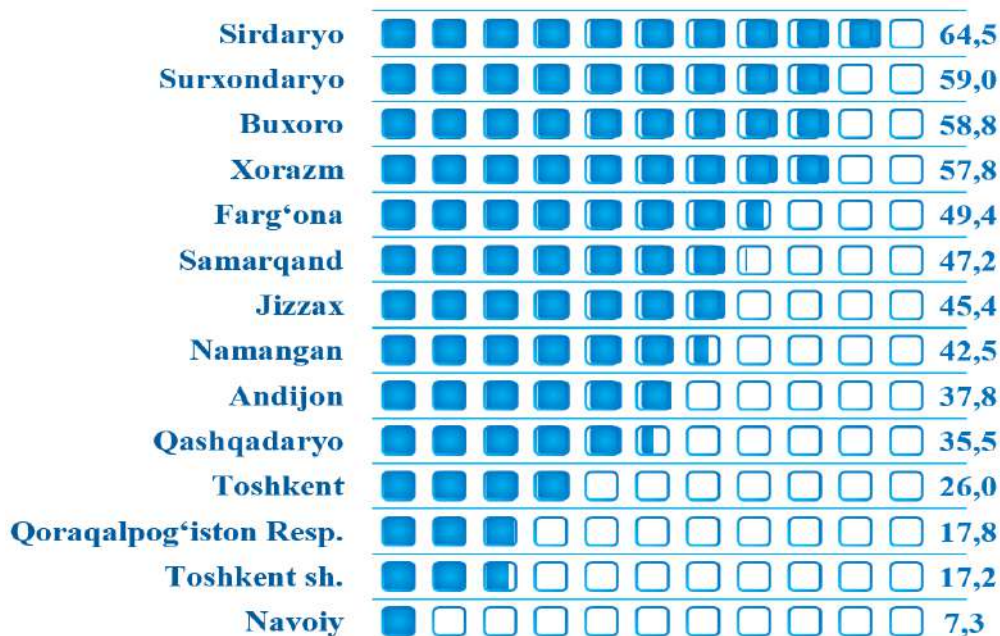 Sirdaryo 64,5
Surxondaryo 59,0
Buxoro 58,8
Xorazm 57,8
Farg‘ona 49,4
Samarqand 47,2
Jizzax 45,4
Namangan 42,5
Andijon 37,8
Qashqadaryo 35,5
Toshkent 26,0
Qoraqalpog‘iston Resp. 17,8
Toshkent sh. 17,2
Navoiy 7,3